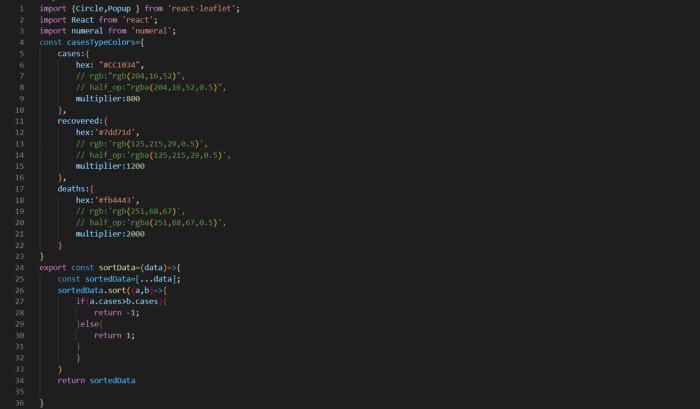 1 import {Circle,Popup } from 'react-leaflet';
2 import React from 'react';
3 import numeral from 'numeral';
4 const casesTypeColors={
5 cases:{
6 hex: "#CC1034",
7 // rgb:"rgb(204,16,52)",
8 // half_op:"rgba(204,16,52,0.5)",
9 multiplier:800
10 },
11 recovered:{
12 hex:'#7dd71d',
13 // rgb:'rgb(125,215,29,0.5)',
14 // half_op:'rgba(125,215,29,0.5)',
15 multiplier:1200
16 },
17 deaths:{
18 hex:'#fb4443',
19 // rgb:'rgb(251,68,67)',
20 // half_op:'rgba(251,68,67,0.5)',
21 multiplier:2000
22 }
23 }
24 export const sortData=(data)=>{
25 const sortedData=[...data];
26 sortedData.sort((a,b)=>{
27 if(a.cases>b.cases){
28 return -1;
29 }else{
30 return 1;
31 }
32 }
33 )
34 return sortedData
35
36 }